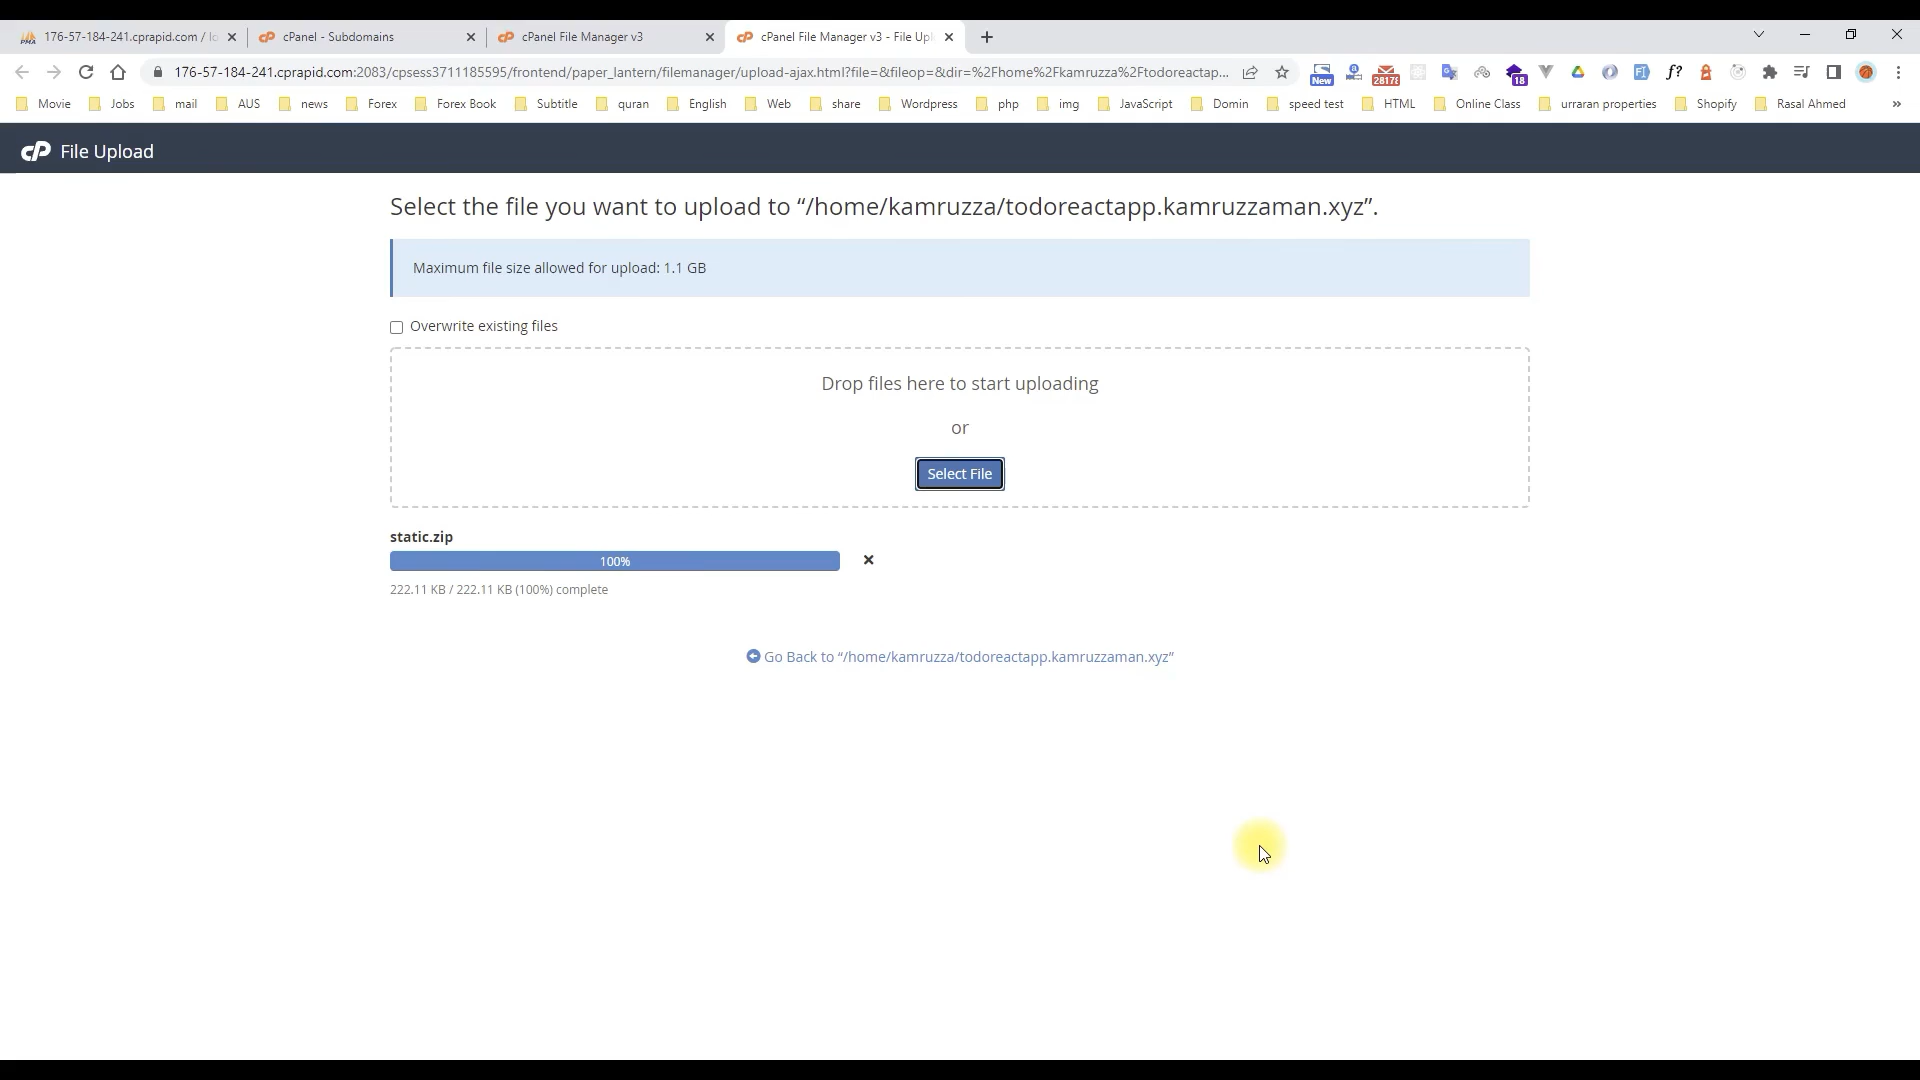 176-57-184-241.cprapid.com / lo
cPanel - Subdomains
cPanel File Manager v3
cPanel File Manager v3 - File Upl
176-57-184-241.cprapid.com:2083/cpsess3711185595/frontend/paper_lantern/filemanager/upload-ajax.html?file=&fileop=&dir=%2Fhome%2Fkamruzza%2Ftodoreactap...
New
28178
18
f?
Movie
Jobs
mail
AUS
news
Forex
Forex Book
Subtitle
quran
English
Web
share
Wordpress
php
img
JavaScript
Domin
speed test
HTML
Online Class
urraran properties
Shopify
Rasal Ahmed
»
cP File Upload
Select the file you want to upload to “/home/kamruzza/todoreactapp.kamruzzaman.xyz”.
Maximum file size allowed for upload: 1.1 GB
Overwrite existing files
Drop files here to start uploading
or
Select File
static.zip
100%
222.11 KB / 222.11 KB (100%) complete
Go Back to “/home/kamruzza/todoreactapp.kamruzzaman.xyz”